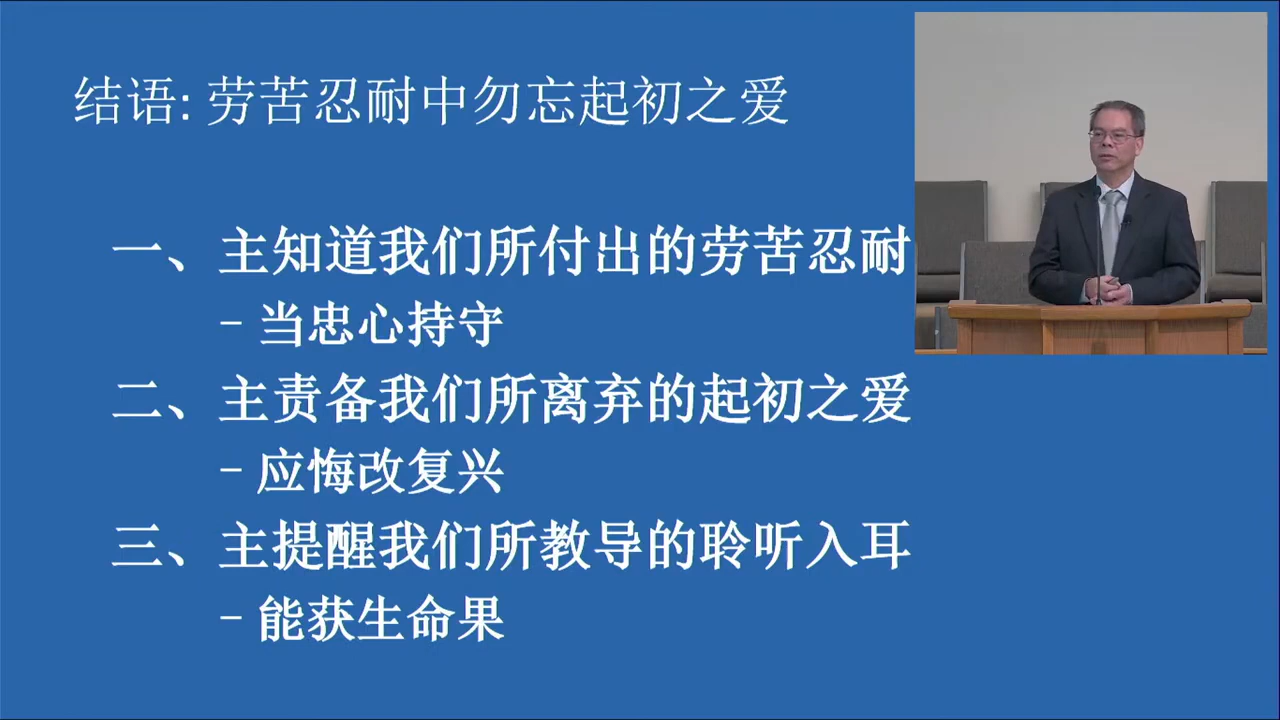 结语: 劳苦忍耐中勿忘起初之爱
一、主知道我们所付出的劳苦忍耐
- 当忠心持守
二、主责备我们所离弃的起初之爱
- 应悔改复兴
三、主提醒我们所教导的聆听入耳
- 能获生命果